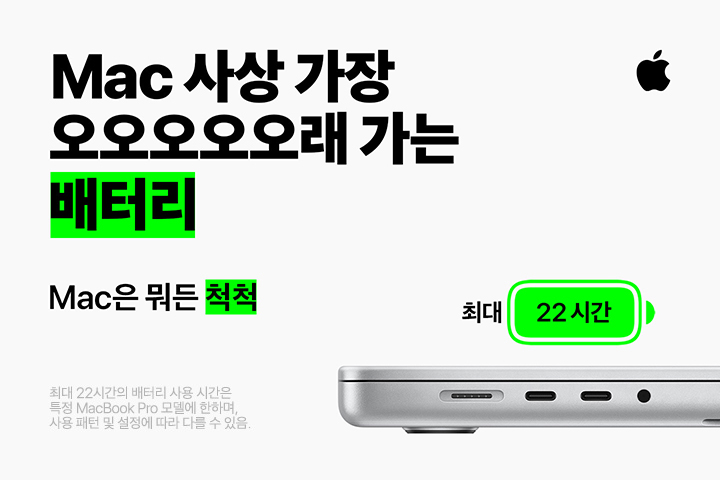 Mac 사상 가장
오오오오오래 가는
배터리
Mac은 뭐든 척척
최대 22시간
최대 22시간의 배터리 사용 시간은
특정 MacBook Pro 모델에 한하며,
사용 패턴 및 설정에 따라 다를 수 있음.